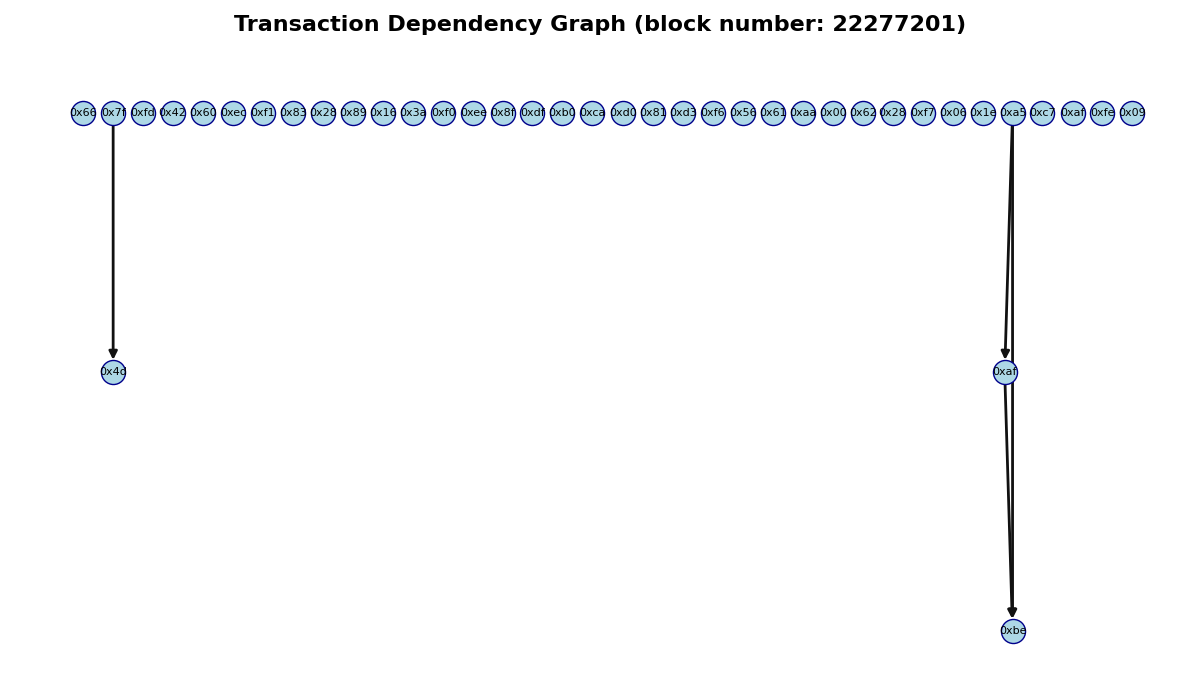 Transaction Dependency Graph (block number: 22277201)
0x66 0x7f 0xfd 0x42 0x60 0xec 0xf1 0x83 0x28 0x89 0x16 0x3a 0xf0 0xee 0x8f 0xdf 0xb0 0xca 0xd0 0x81 0xd3 0xf6 0x56 0x61 0xaa 0x00 0x62 0x28 0xf7 0x06 0x1e 0xa5 0xc7 0xaf 0xfe 0x09
0x4d 0xaf
0xbe